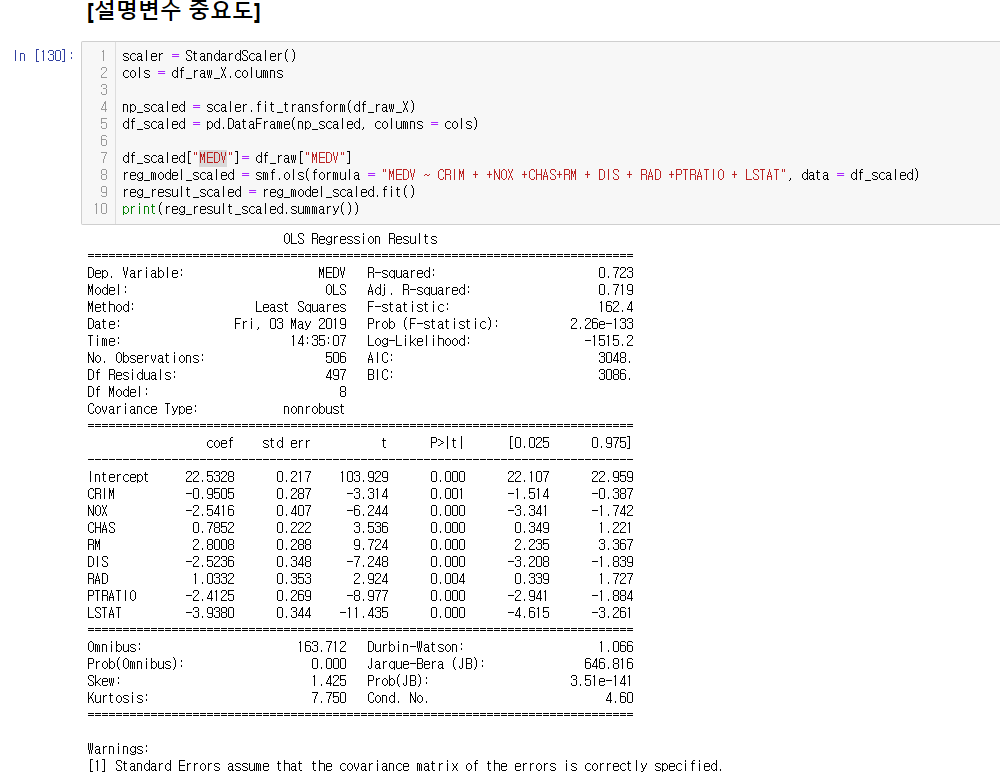 [설명변수 중요도]
In [130]:
1 scaler = StandardScaler()
2 cols = df_raw_X.columns
3
4 np_scaled = scaler.fit_transform(df_raw_X)
5 df_scaled = pd.DataFrame(np_scaled, columns = cols)
6
7 df_scaled["MEDV"]= df_raw["MEDV"]
8 reg_model_scaled = smf.ols(formula = "MEDV ~ CRIM + +NOX +CHAS+RM + DIS + RAD +PTRATIO + LSTAT", data = df_scaled)
9 reg_result_scaled = reg_model_scaled.fit()
10 print(reg_result_scaled.summary())
OLS Regression Results
==============================================================================
Dep. Variable: MEDV R-squared: 0.723
Model: OLS Adj. R-squared: 0.719
Method: Least Squares F-statistic: 162.4
Date: Fri, 03 May 2019 Prob (F-statistic): 2.26e-133
Time: 14:35:07 Log-Likelihood: -1515.2
No. Observations: 506 AIC: 3048.
Df Residuals: 497 BIC: 3086.
Df Model: 8
Covariance Type: nonrobust
==============================================================================
coef std err t P>|t| [0.025 0.975]
------------------------------------------------------------------------------
Intercept 22.5328 0.217 103.929 0.000 22.107 22.959
CRIM -0.9505 0.287 -3.314 0.001 -1.514 -0.387
NOX -2.5416 0.407 -6.244 0.000 -3.341 -1.742
CHAS 0.7852 0.222 3.536 0.000 0.349 1.221
RM 2.8008 0.288 9.724 0.000 2.235 3.367
DIS -2.5236 0.348 -7.248 0.000 -3.208 -1.839
RAD 1.0332 0.353 2.924 0.004 0.339 1.727
PTRATIO -2.4125 0.269 -8.977 0.000 -2.941 -1.884
LSTAT -3.9380 0.344 -11.435 0.000 -4.615 -3.261
==============================================================================
Omnibus: 163.712 Durbin-Watson: 1.066
Prob(Omnibus): 0.000 Jarque-Bera (JB): 646.816
Skew: 1.425 Prob(JB): 3.51e-141
Kurtosis: 7.750 Cond. No. 4.60
==============================================================================
Warnings:
[1] Standard Errors assume that the covariance matrix of the errors is correctly specified.